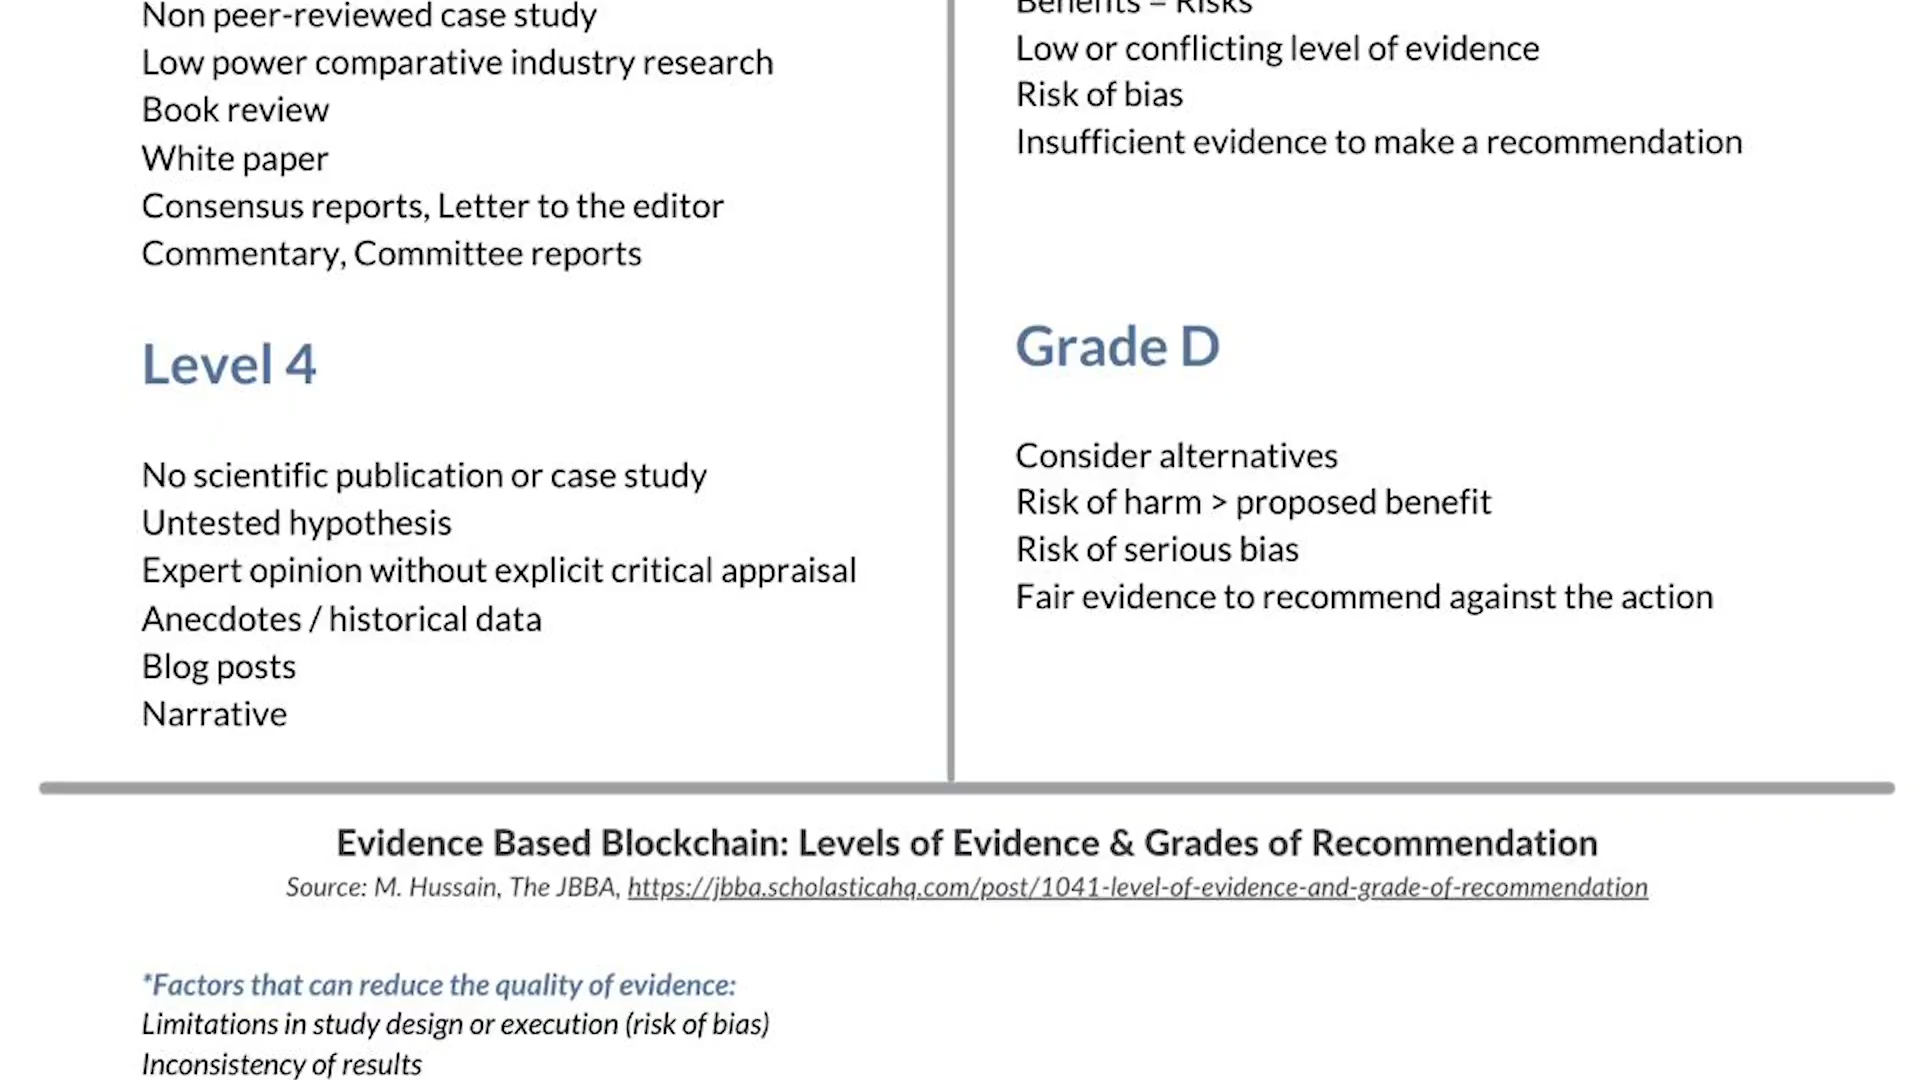 Non peer-reviewed case study
Low power comparative industry research
Book review
White paper
Consensus reports, Letter to the editor
Commentary, Committee reports
Level 4
No scientific publication or case study
Untested hypothesis
Expert opinion without explicit critical appraisal
Anecdotes / historical data
Blog posts
Narrative
Benefits = Risks
Low or conflicting level of evidence
Risk of bias
Insufficient evidence to make a recommendation
Grade D
Consider alternatives
Risk of harm > proposed benefit
Risk of serious bias
Fair evidence to recommend against the action
Evidence Based Blockchain: Levels of Evidence & Grades of Recommendation
Source: M. Hussain, The JBBA, https://jbba.scholasticahq.com/post/1041-level-of-evidence-and-grade-of-recommendation
*Factors that can reduce the quality of evidence:
Limitations in study design or execution (risk of bias)
Inconsistency of results